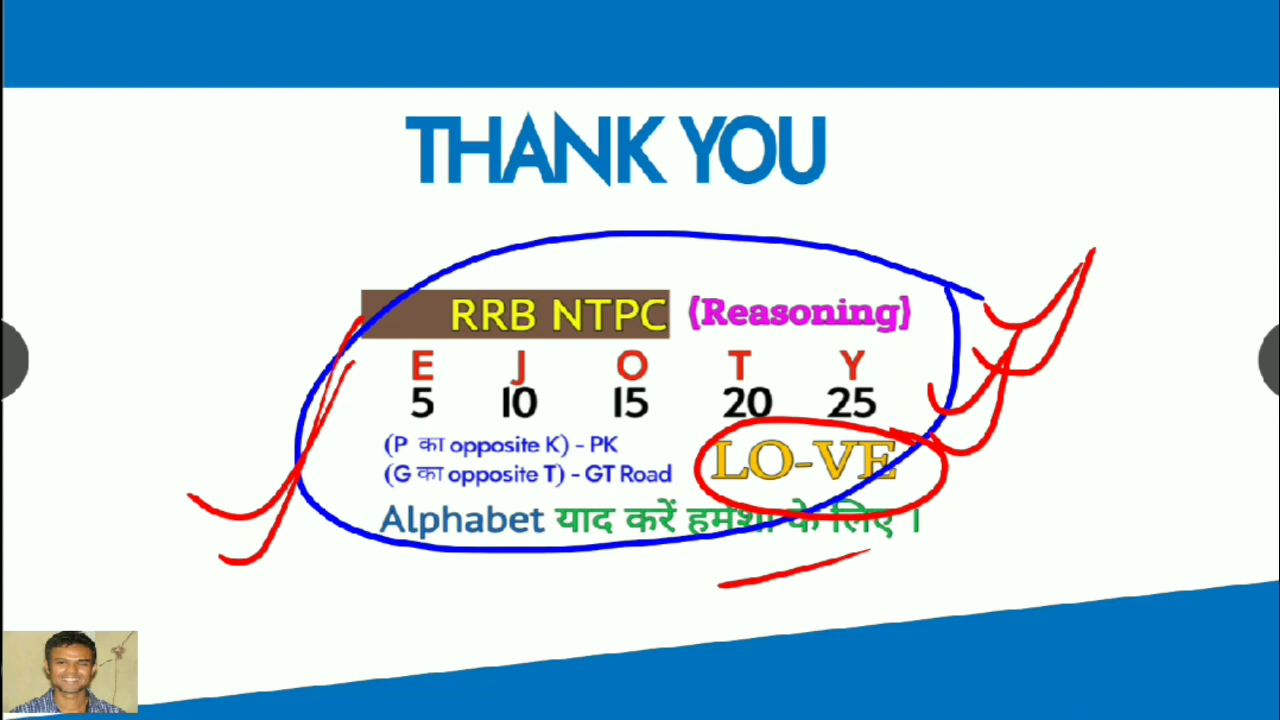 THANK YOU
RRB NTPC (Reasoning)
E J O T Y
5 10 15 20 25
(P का opposite K) - PK
(G का opposite T) - GT Road
LO-VE
Alphabet याद करें हमेशा के लिए ।